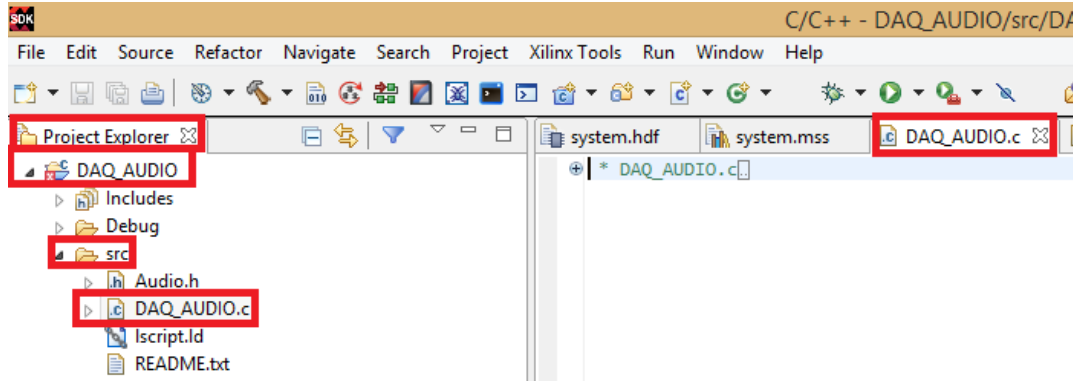 SDK C/C++ - DAQ_AUDIO/src/DA
File Edit Source Refactor Navigate Search Project Xilinx Tools Run Window Help
010
Project Explorer system.hdf system.mss DAQ_AUDIO.c
DAQ_AUDIO * DAQ_AUDIO.c
Includes
Debug
src
Audio.h
DAQ_AUDIO.c
lscript.ld
README.txt